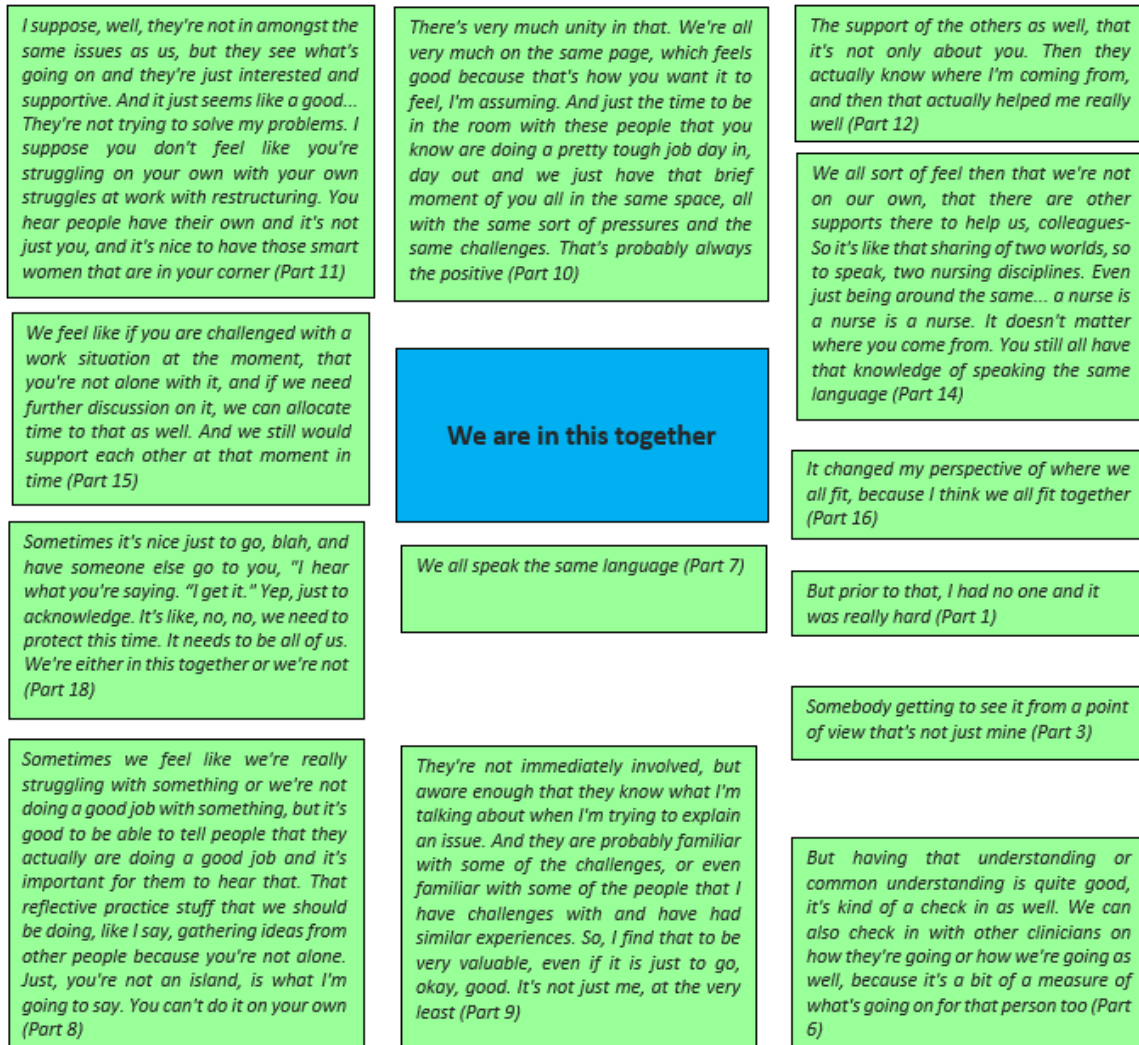 I suppose, well, they're not in amongst the
same issues as us, but they see what's
going on and they're just interested and
supportive. And it just seems like a good...
They're not trying to solve my problems. I
suppose you don't feel like you're
struggling on your own with your own
struggles at work with restructuring. You
hear people have their own and it's not
just you, and it's nice to have those smart
women that are in your corner (Part 11)
There's very much unity in that. We're all
very much on the same page, which feels
good because that's how you want it to
feel, I'm assuming. And just the time to be
in the room with these people that you
know are doing a pretty tough job day in,
day out and we just have that brief
moment of you all in the same space, all
with the same sort of pressures and the
same challenges. That's probably always
the positive (Part 10)
The support of the others as well, that
it's not only about you. Then they
actually know where I'm coming from,
and then that actually helped me really
well (Part 12)
We all sort of feel then that we're not
on our own, that there are other
supports there to help us, colleagues-
So it's like that sharing of two worlds, so
to speak, two nursing disciplines. Even
just being around the same... a nurse is
a nurse is a nurse. It doesn't matter
where you come from. You still all have
that knowledge of speaking the same
language (Part 14)
We feel like if you are challenged with a
work situation at the moment, that
you're not alone with it, and if we need
further discussion on it, we can allocate
time to that as well. And we still would
support each other at that moment in
time (Part 15)
We are in this together
It changed my perspective of where we
all fit, because I think we all fit together
(Part 16)
Sometimes it's nice just to go, blah, and
have someone else go to you, "I hear
what you're saying. “I get it." Yep, just to
acknowledge. It's like, no, no, we need to
protect this time. It needs to be all of us.
We're either in this together or we're not
(Part 18)
We all speak the same language (Part 7)
But prior to that, I had no one and it
was really hard (Part 1)
Somebody getting to see it from a point
of view that's not just mine (Part 3)
Sometimes we feel like we're really
struggling with something or we're not
doing a good job with something, but it's
good to be able to tell people that they
actually are doing a good job and it's
important for them to hear that. That
reflective practice stuff that we should
be doing, like I say, gathering ideas from
other people because you're not alone.
Just, you're not an island, is what I'm
going to say. You can't do it on your own
(Part 8)
They're not immediately involved, but
aware enough that they know what I'm
talking about when I'm trying to explain
an issue. And they are probably familiar
with some of the challenges, or even
familiar with some of the people that I
have challenges with and have had
similar experiences. So, I find that to be
very valuable, even if it is just to go,
okay, good. It's not just me, at the very
least (Part 9)
But having that understanding or
common understanding is quite good,
it's kind of a check in as well. We can
also check in with other clinicians on
how they're going or how we're going as
well, because it's a bit of a measure of
what's going on for that person too (Part
6)